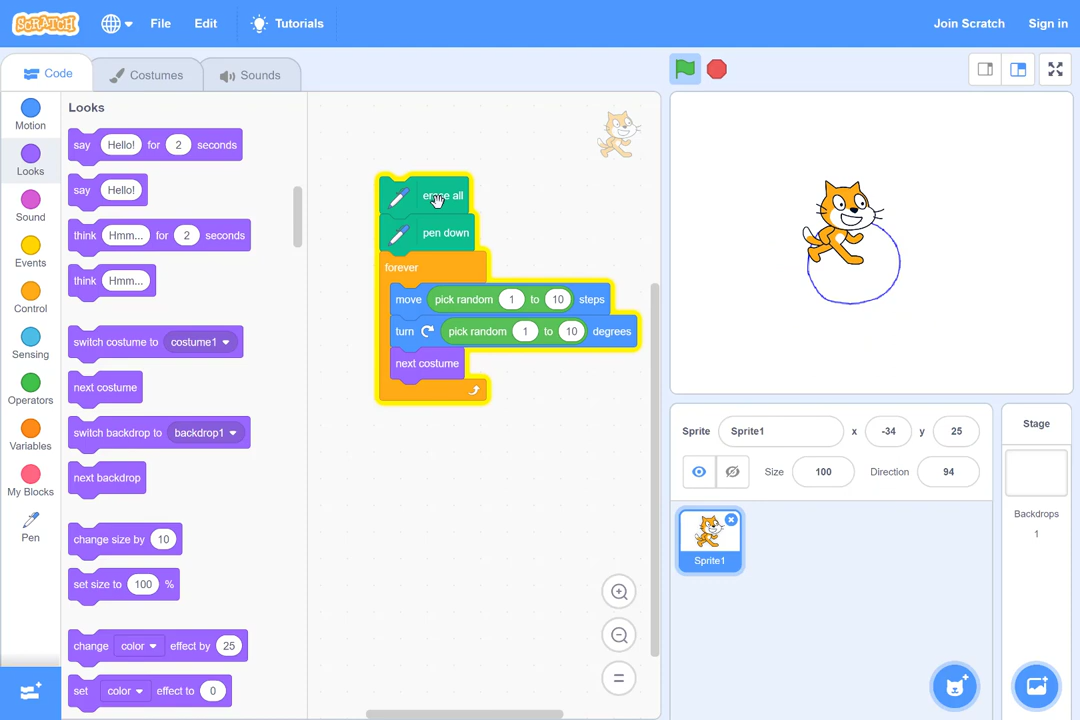 SCRATCH File Edit Tutorials Join Scratch Sign in
Code Costumes Sounds
Motion
Looks
Sound
Events
Control
Sensing
Operators
Variables
My Blocks
Pen
Looks
say Hello! for 2 seconds
say Hello!
think Hmm... for 2 seconds
think Hmm...
switch costume to costume1
next costume
switch backdrop to backdrop1
next backdrop
change size by 10
set size to 100 %
change color effect by 25
set color effect to 0
erase all
pen down
forever
move pick random 1 to 10 steps
turn pick random 1 to 10 degrees
next costume
Sprite Sprite1 x -34 y 25
Size 100 Direction 94
Sprite1
Stage
Backdrops
1